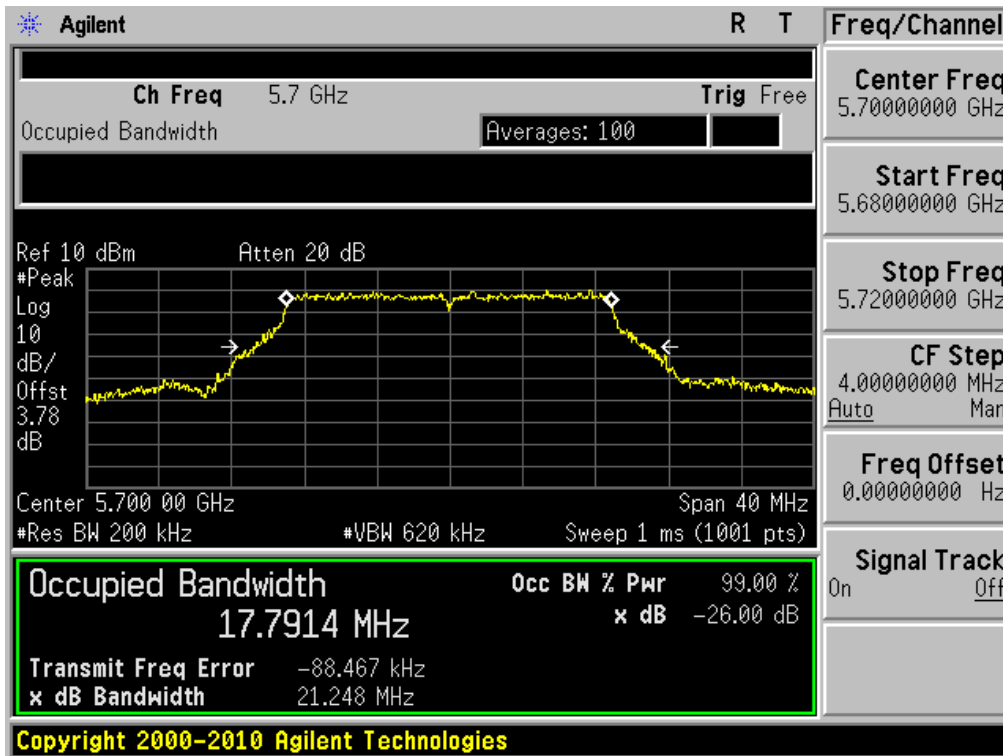 Agilent R T
Ch Freq 5.7 GHz Trig Free
Occupied Bandwidth Averages: 100
Ref 10 dBm Atten 20 dB
#Peak
Log
10
dB/
Offst
3.78
dB
Center 5.700 00 GHz Span 40 MHz
#Res BW 200 kHz #VBW 620 kHz Sweep 1 ms (1001 pts)
Occupied Bandwidth Occ BW % Pwr 99.00 %
17.7914 MHz x dB -26.00 dB
Transmit Freq Error -88.467 kHz
x dB Bandwidth 21.248 MHz
Copyright 2000-2010 Agilent Technologies
Freq/Channel
Center Freq
5.70000000 GHz
Start Freq
5.68000000 GHz
Stop Freq
5.72000000 GHz
CF Step
4.00000000 MHz
Auto Man
Freq Offset
0.00000000 Hz
Signal Track
On Off